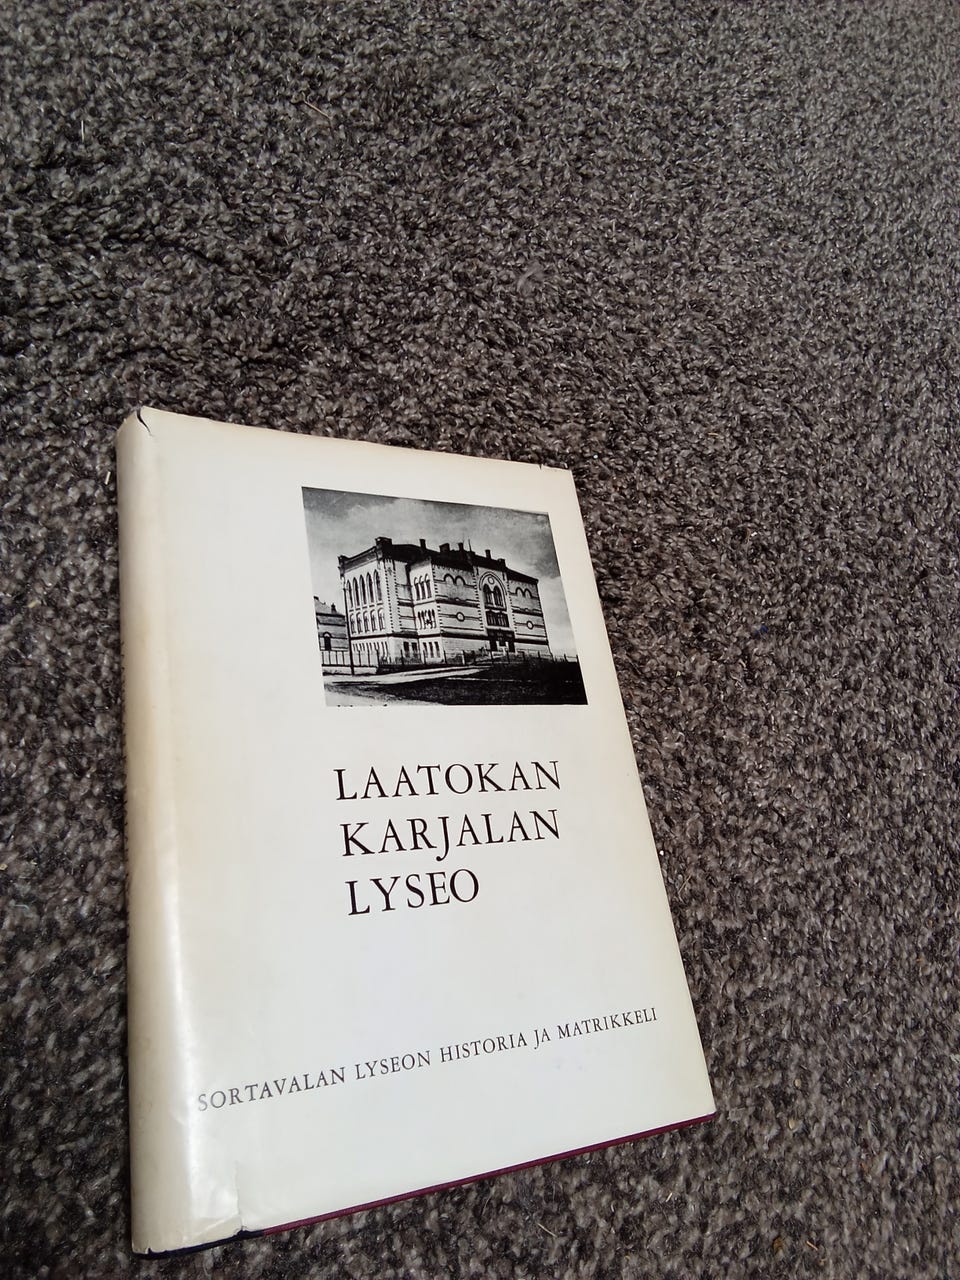 LAATOKAN
KARJALAN
LYSEO
SORTAVALAN LYSEON HISTORIA JA MATRIKKELI